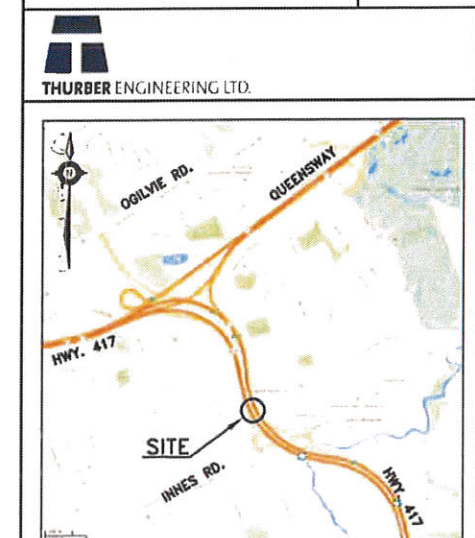 THURBER ENGINEERING LTD.
N
OGILVIE RD.
QUEENSWAY
HWY. 417
SITE
INNES RD.
HWY. 417